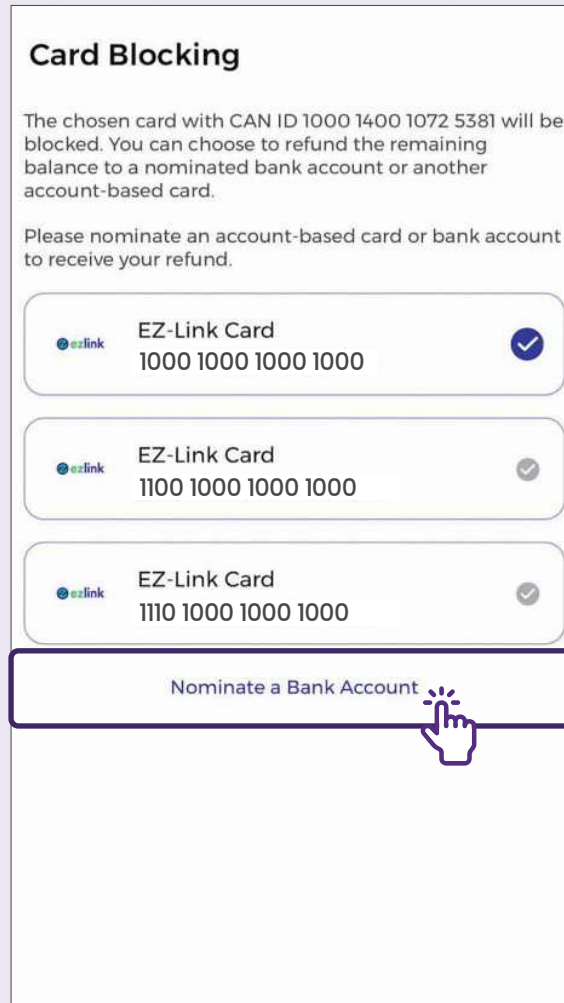 Card Blocking
The chosen card with CAN ID 1000 1400 1072 5381 will be
blocked. You can choose to refund the remaining
balance to a nominated bank account or another
account-based card.
Please nominate an account-based card or bank account
to receive your refund.
ezlink
EZ-Link Card
1000 1000 1000 1000
ezlink
EZ-Link Card
1100 1000 1000 1000
ezlink
EZ-Link Card
1110 1000 1000 1000
Nominate a Bank Account